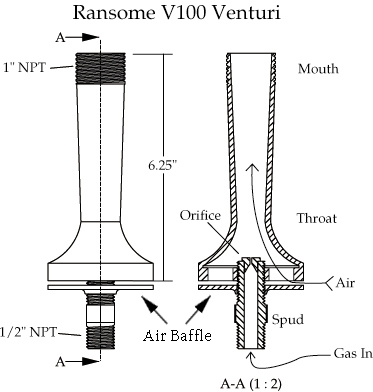 Ransome V100 Venturi
A
1" NPT
Mouth
6.25"
Orifice
Throat
Air
Spud
1/2" NPT
Air Baffle
Gas In
A
A-A (1 : 2)